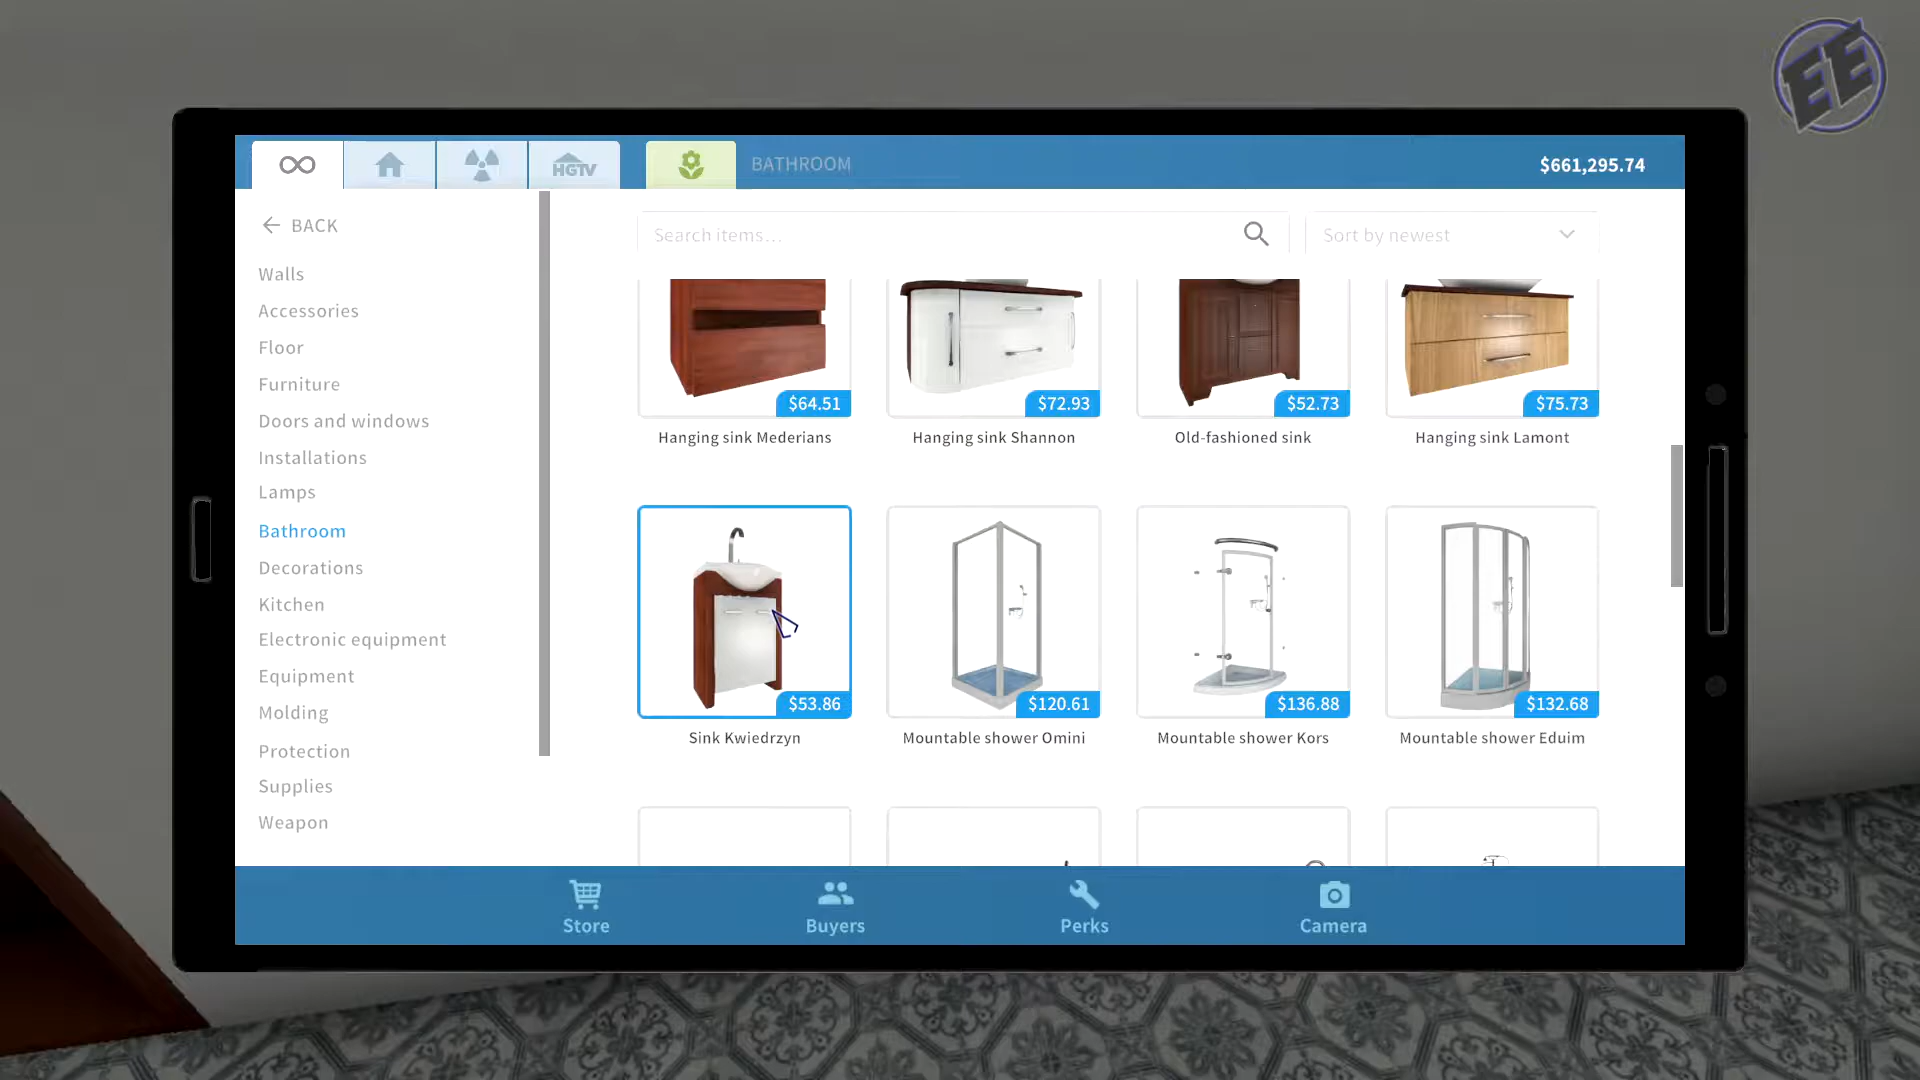 EE
HGTV
BATHROOM
$661,295.74
BACK
Search items...
Sort by newest
Walls
Accessories
Floor
Furniture
Doors and windows
Installations
Lamps
Bathroom
Decorations
Kitchen
Electronic equipment
Equipment
Molding
Protection
Supplies
Weapon
$64.51
$72.93
$52.73
$75.73
Hanging sink Mederians
Hanging sink Shannon
Old-fashioned sink
Hanging sink Lamont
$53.86
$120.61
$136.88
$132.68
Sink Kwiedrzyn
Mountable shower Omini
Mountable shower Kors
Mountable shower Eduim
Store
Buyers
Perks
Camera